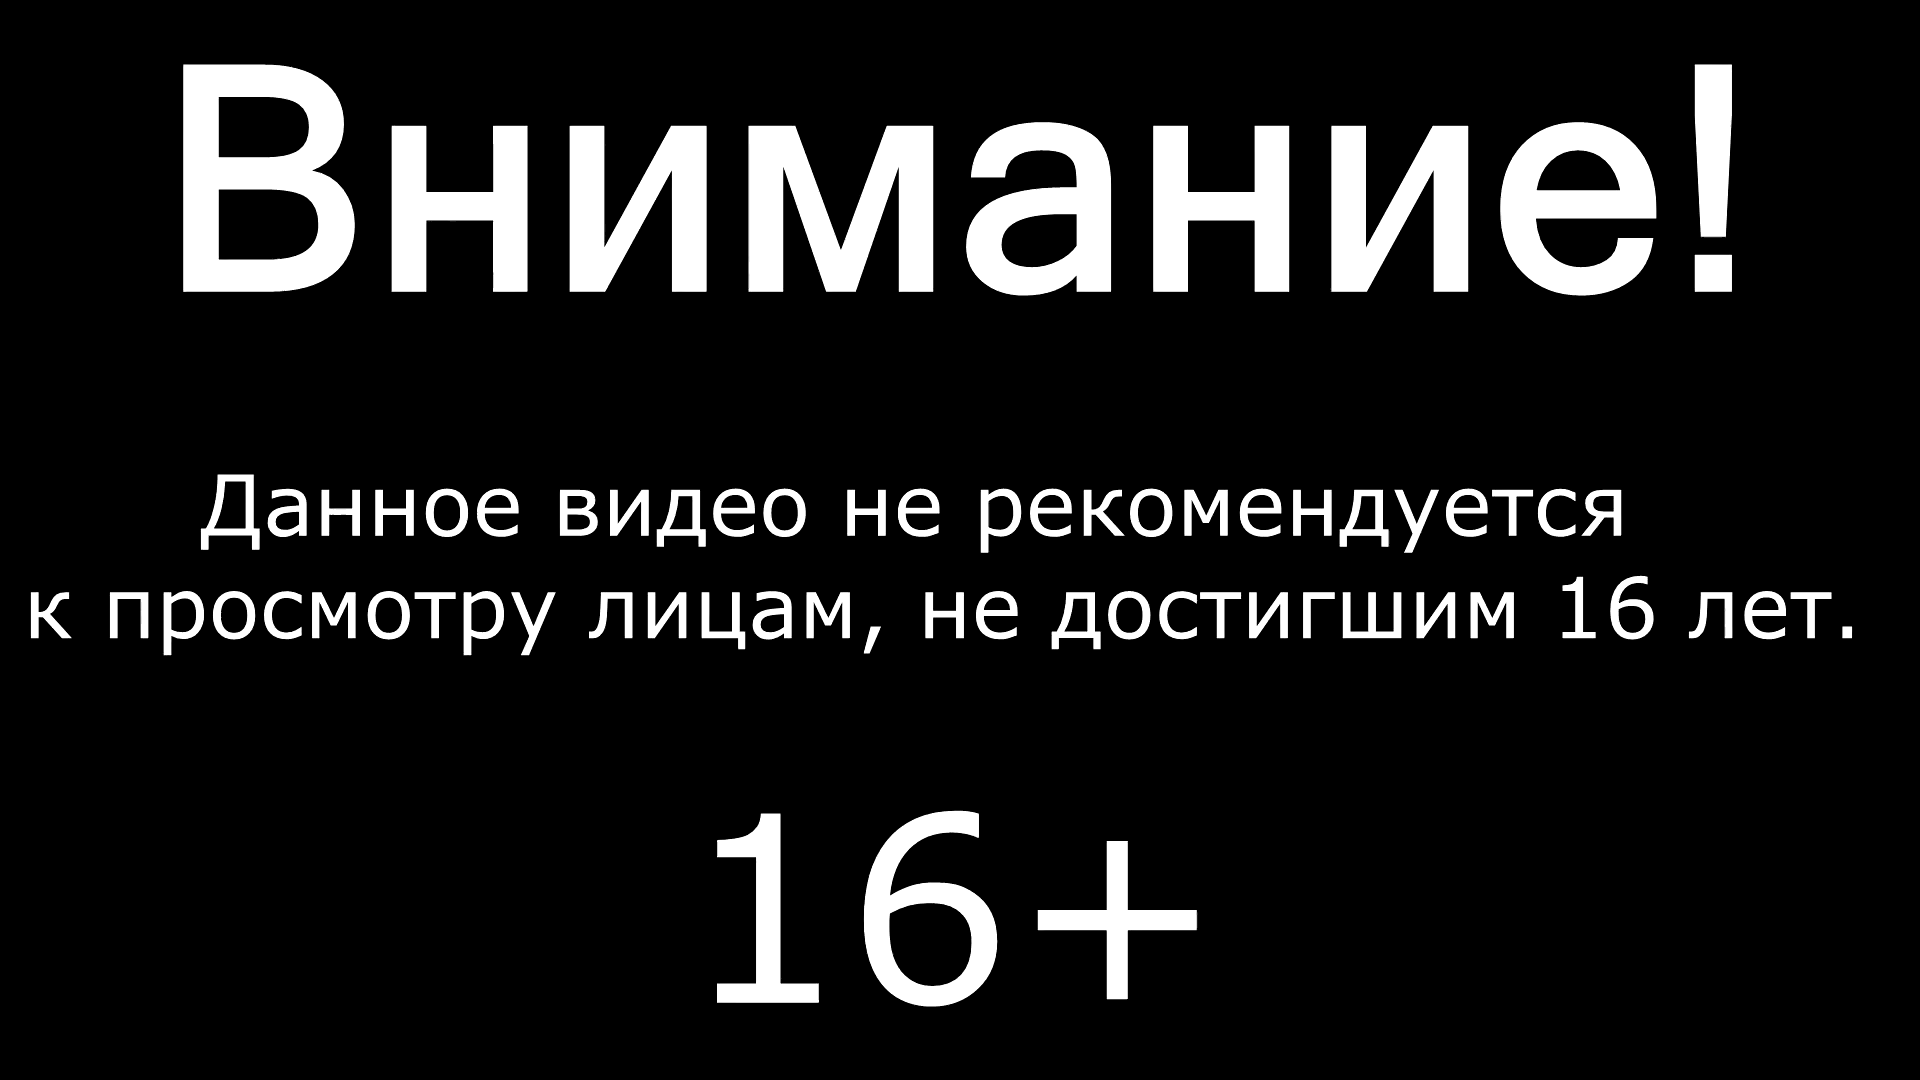 Внимание!
Данное видео не рекомендуется
к просмотру лицам, не достигшим 16 лет.
16+